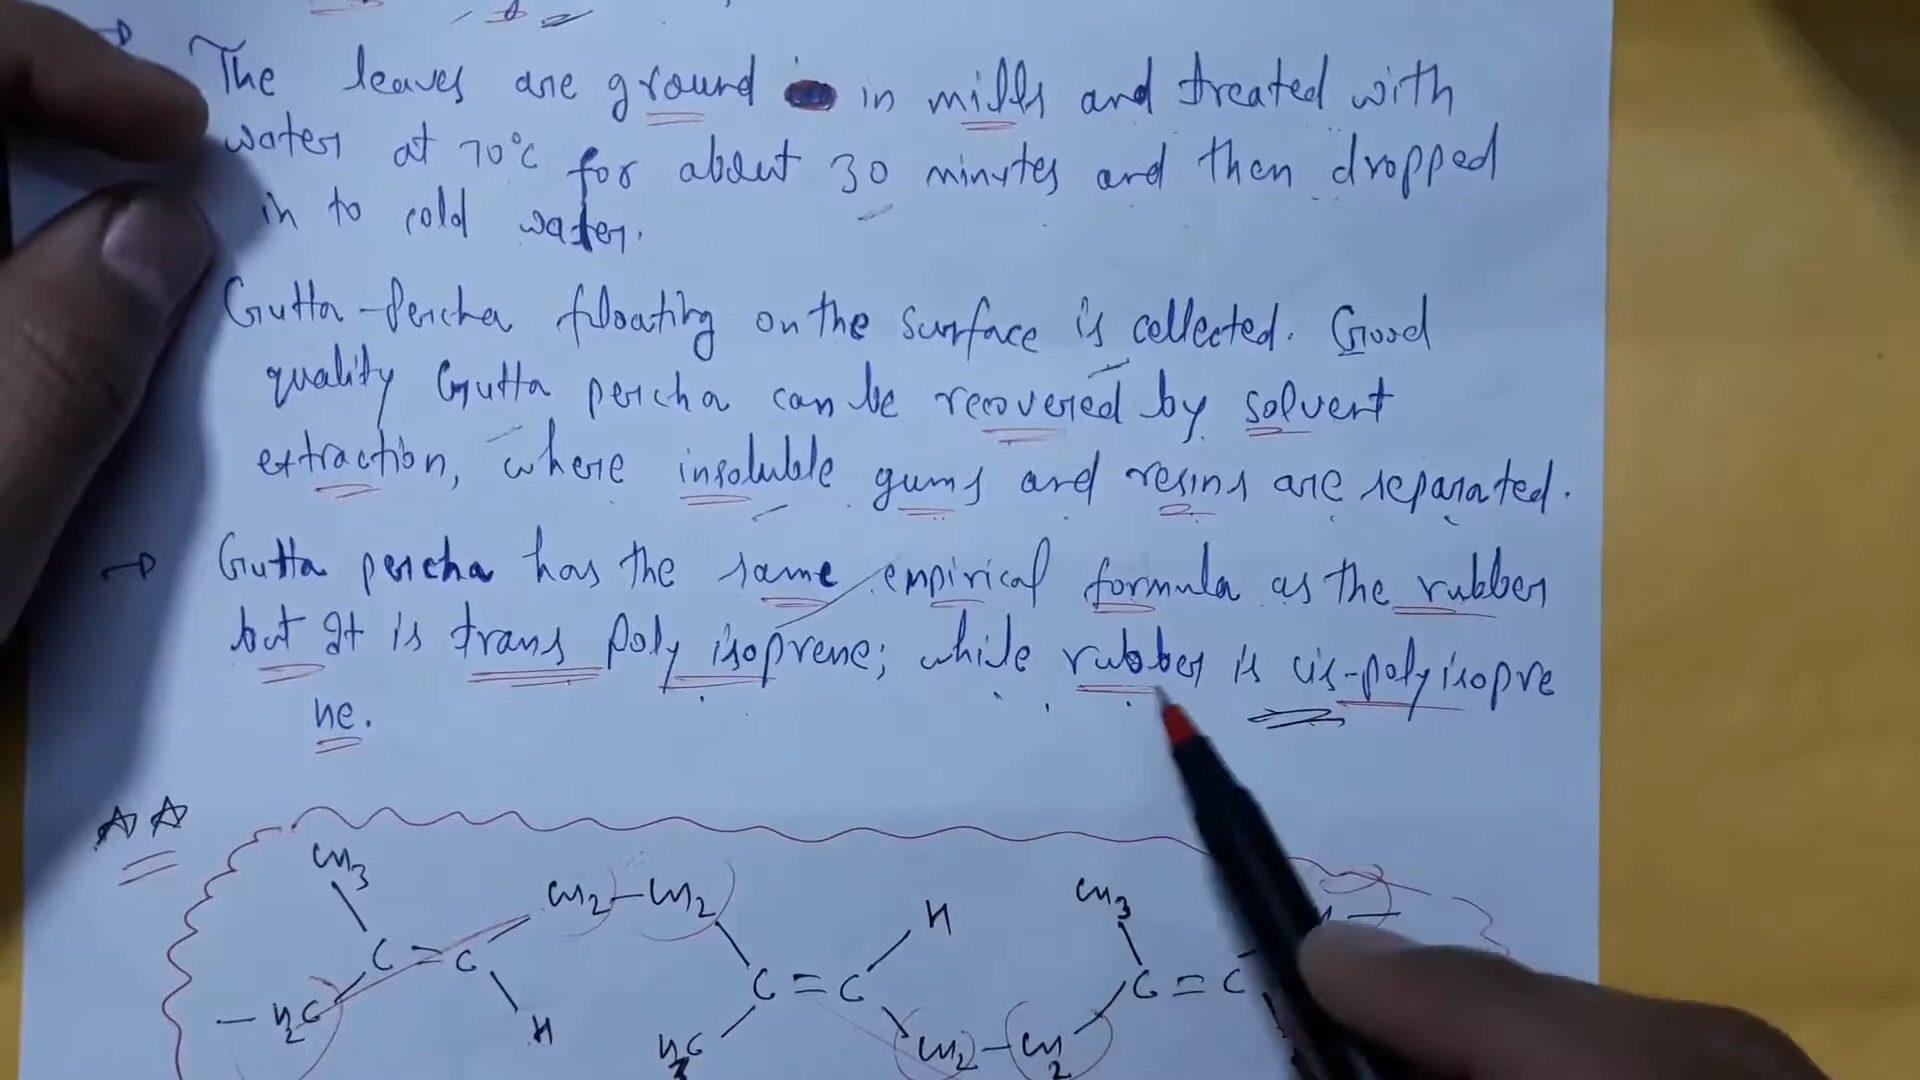 The leaves are ground in mills and treated with
water at 70°C for about 30 minutes and then dropped
in to cold water.
Gutta-Percha floating on the surface is collected. Good
quality Gutta percha can be recovered by solvent
extraction, where insoluble gums and resins are separated.
→ Gutta percha has the same empirical formula as the rubber
but It is trans Poly isoprene; while rubber is cis-polyisopre
ne.
CH3
CH2-CH2
H
CH3
C=C
C=C
C=C
- H2C
H
H3C
CH2-CH2